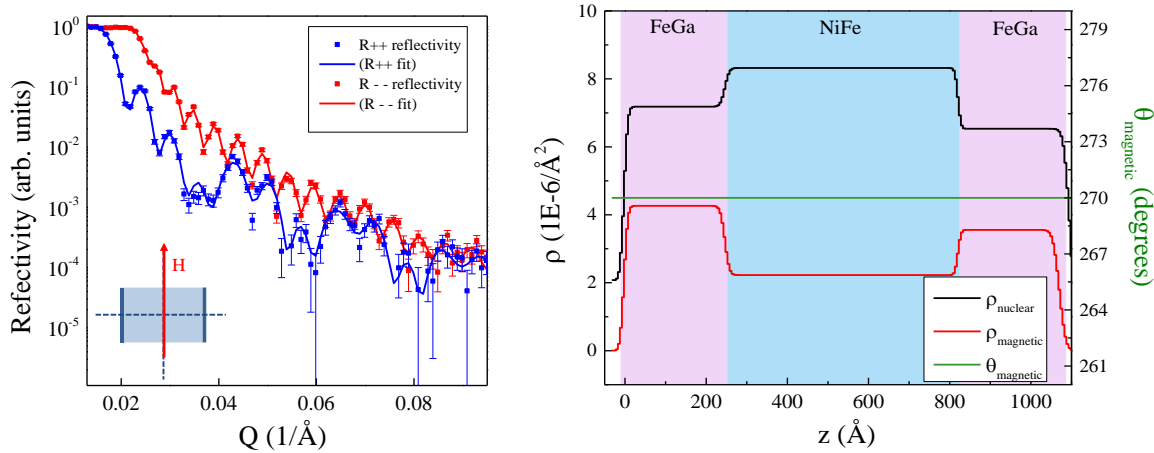 10⁰
10⁻¹
10⁻²
10⁻³
10⁻⁴
10⁻⁵
Refectivity (arb. units)
R++ reflectivity
(R++ fit)
R - - reflectivity
(R - - fit)
H
0.02 0.04 0.06 0.08
Q (1/Å)
FeGa NiFe FeGa
10
8
6
4
2
0
ρ (1E-6/Å²)
279
276
273
270
267
264
261
θmagnetic (degrees)
ρnuclear
ρmagnetic
θmagnetic
0 200 400 600 800 1000
z (Å)